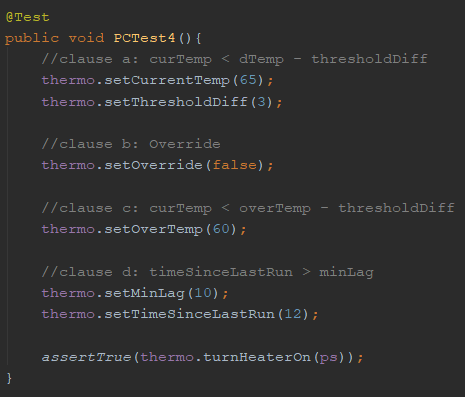 @Test
public void PCTest4(){
//clause a: curTemp < dTemp - thresholdDiff
thermo.setCurrentTemp(65);
thermo.setThresholdDiff(3);
//clause b: Override
thermo.setOverride(false);
//clause c: curTemp < overTemp - thresholdDiff
thermo.setOverTemp(60);
//clause d: timeSinceLastRun > minLag
thermo.setMinLag(10);
thermo.setTimeSinceLastRun(12);
assertTrue(thermo.turnHeaterOn(ps));
}